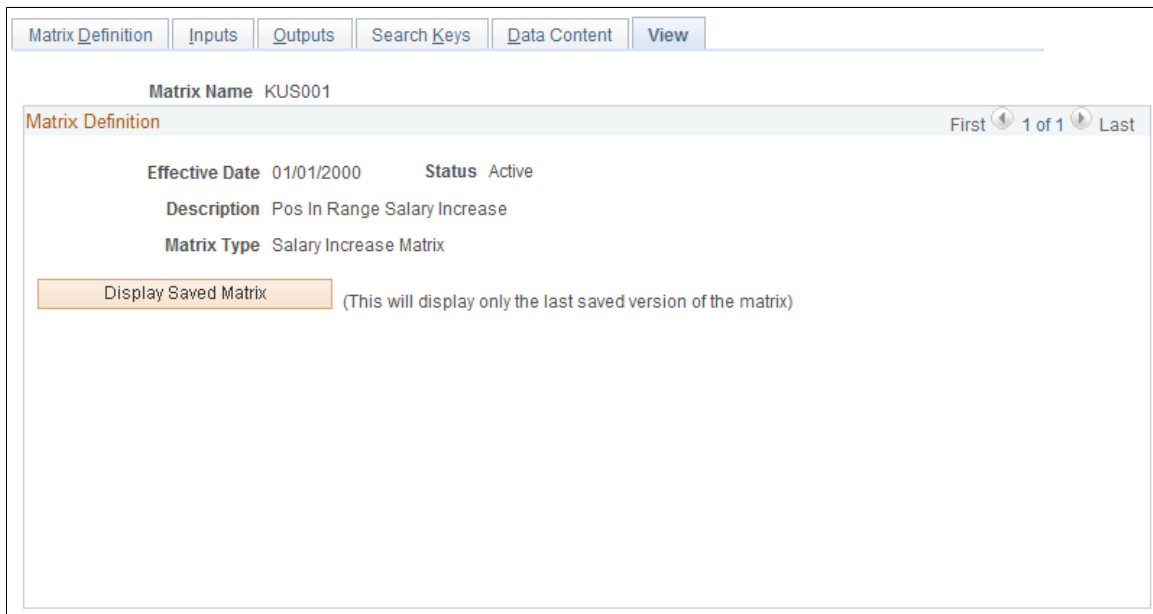 Matrix Definition Inputs Outputs Search Keys Data Content View
Matrix Name KUS001
Matrix Definition First 1 of 1 Last
Effective Date 01/01/2000 Status Active
Description Pos In Range Salary Increase
Matrix Type Salary Increase Matrix
Display Saved Matrix (This will display only the last saved version of the matrix)